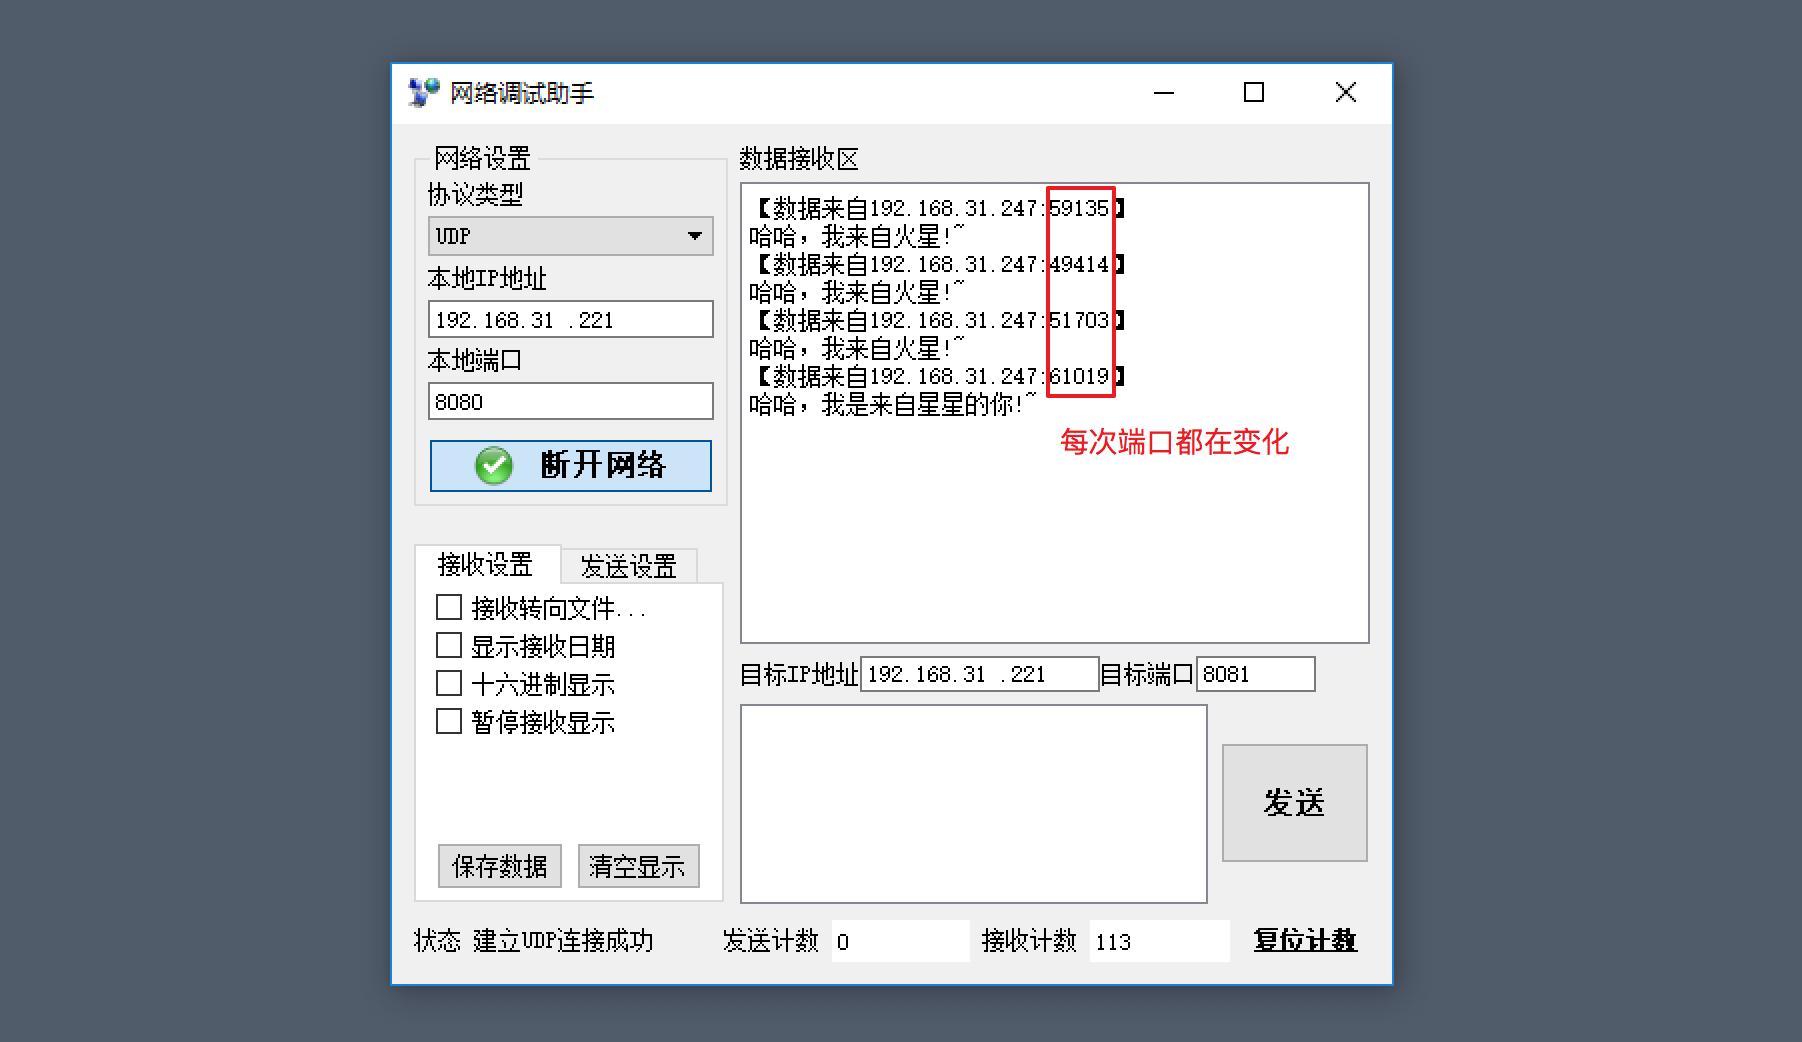 网络调试助手
网络设置
协议类型
UDP
本地IP地址
192.168.31 .221
本地端口
8080
断开网络
接收设置
发送设置
接收转向文件...
显示接收日期
十六进制显示
暂停接收显示
保存数据
清空显示
数据接收区
【数据来自192.168.31.247:59135】
哈哈，我来自火星!~
【数据来自192.168.31.247:49414】
哈哈，我来自火星!~
【数据来自192.168.31.247:51703】
哈哈，我来自火星!~
【数据来自192.168.31.247:61019】
哈哈，我是来自星星的你!~
每次端口都在变化
目标IP地址 192.168.31 .221 目标端口 8081
发送
状态 建立UDP连接成功 发送计数 0 接收计数 113 复位计数